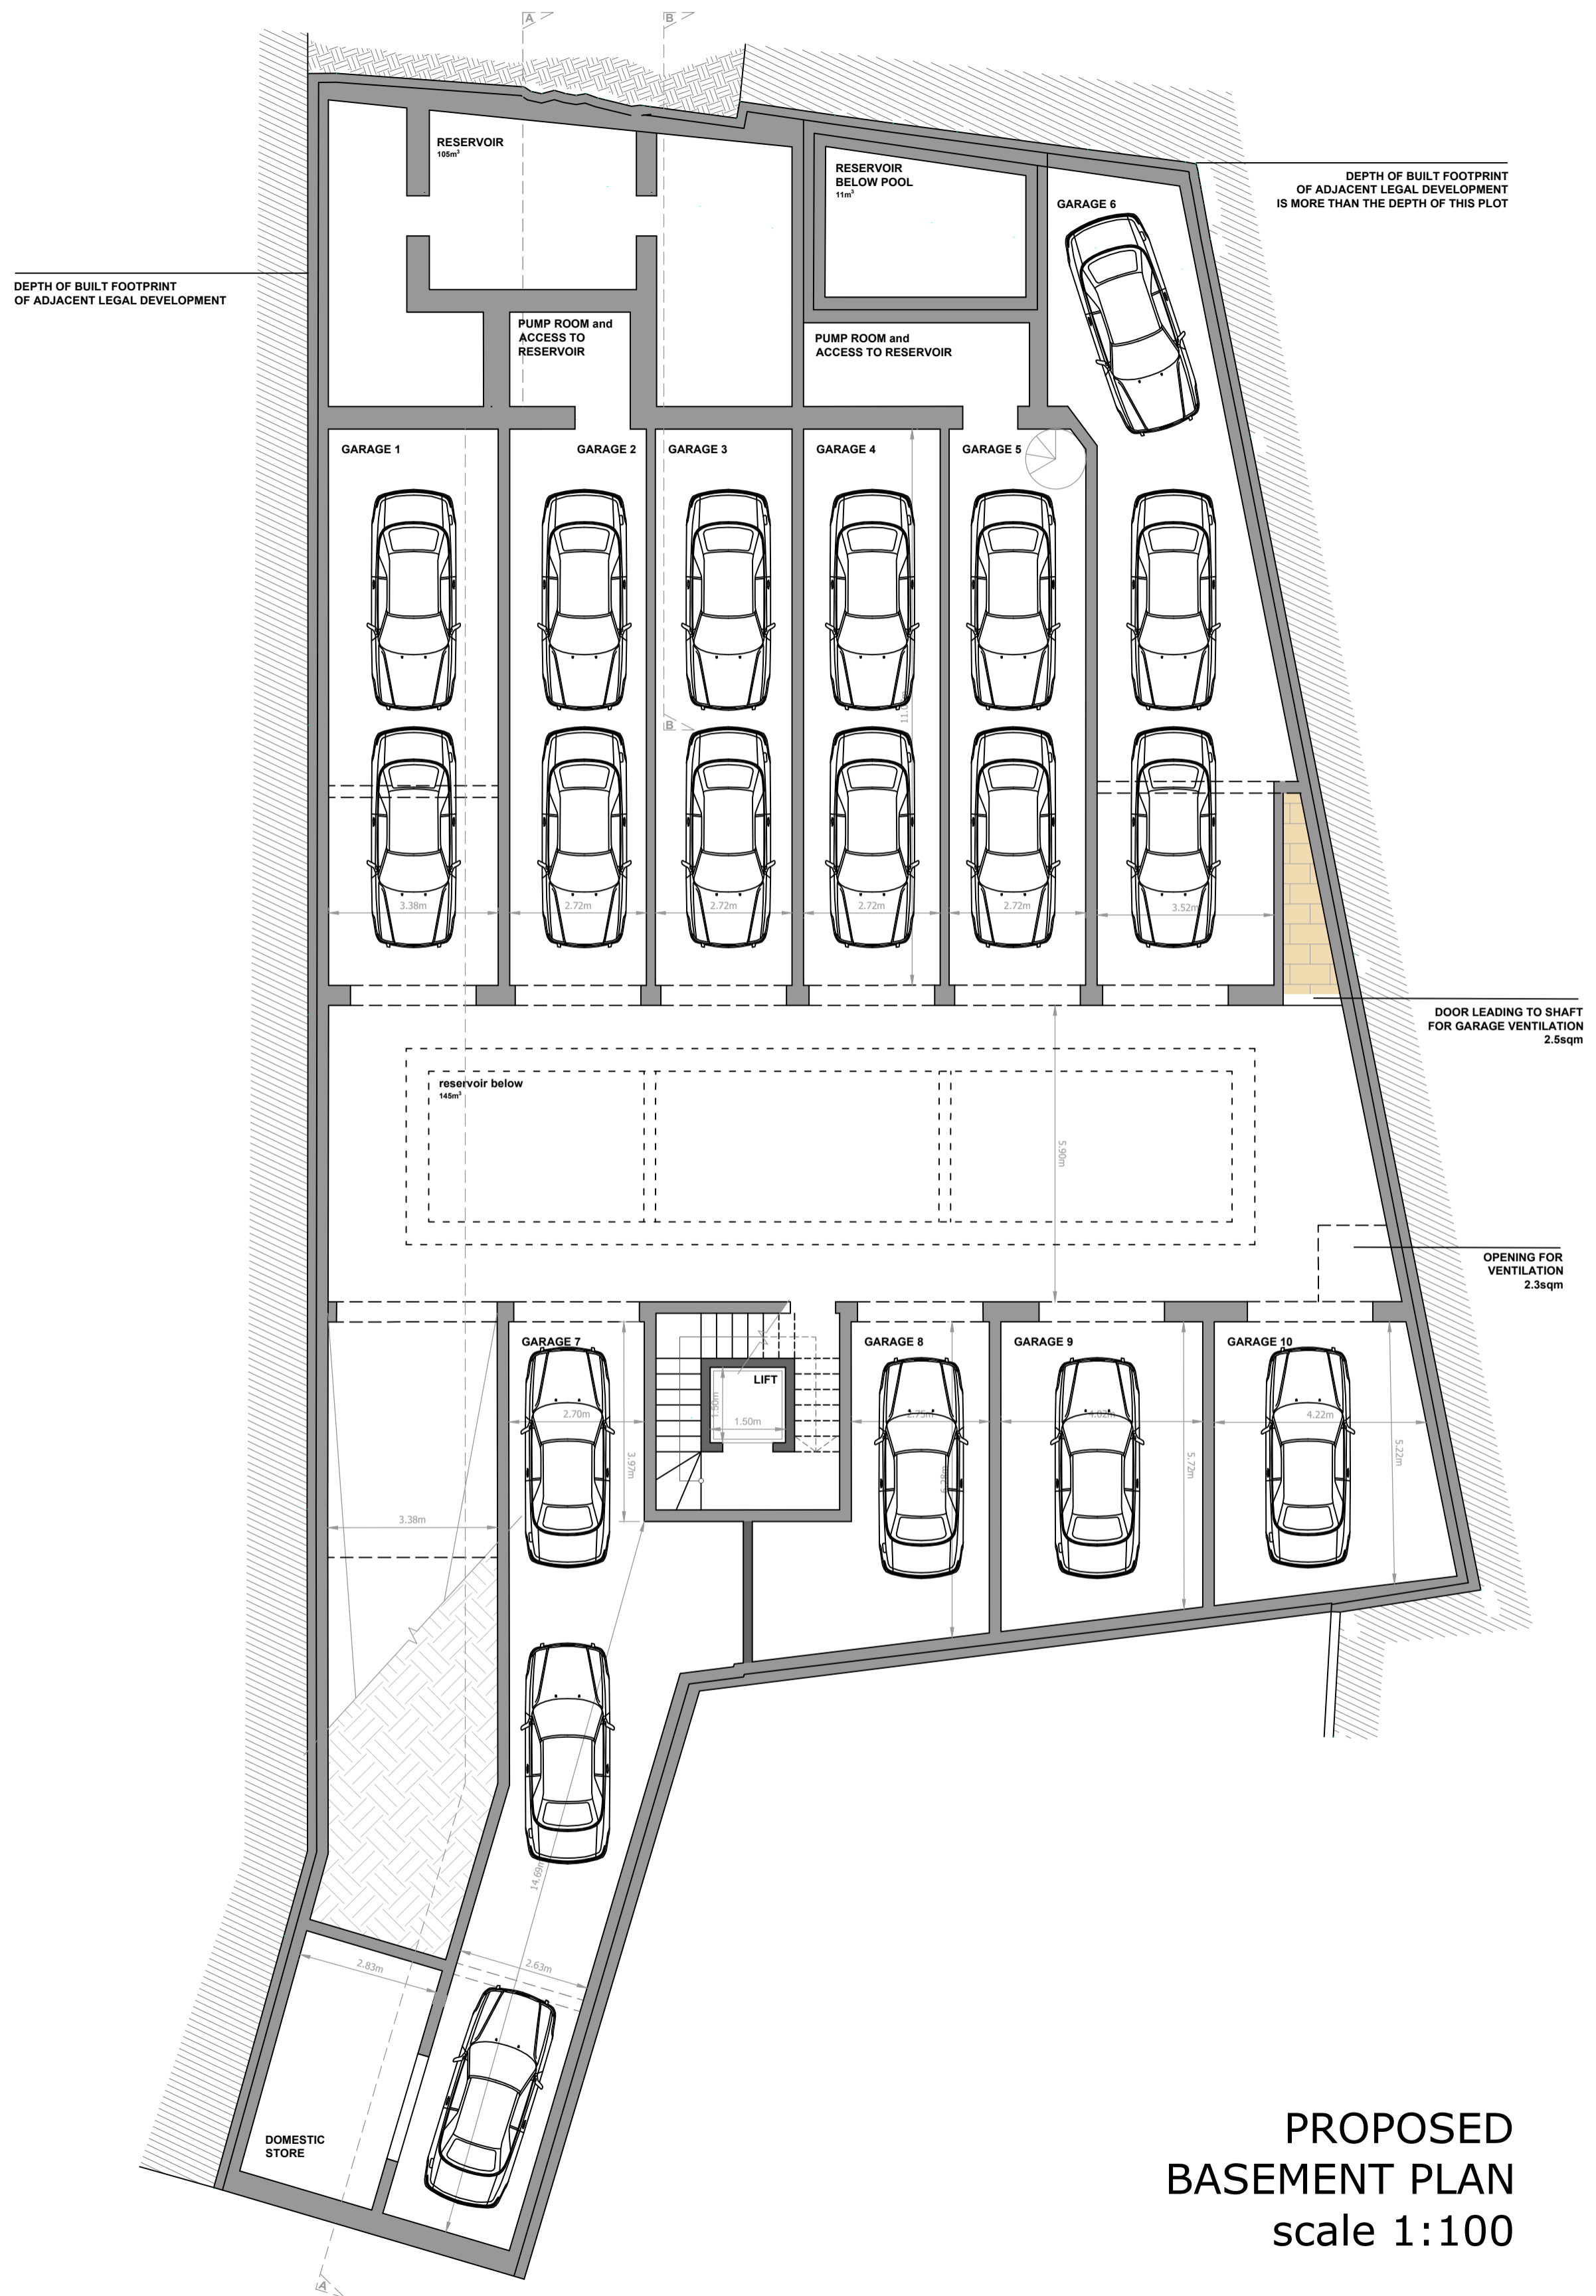 A
B
RESERVOIR
105m³
RESERVOIR
BELOW POOL
11m³
DEPTH OF BUILT FOOTPRINT
OF ADJACENT LEGAL DEVELOPMENT
IS MORE THAN THE DEPTH OF THIS PLOT
GARAGE 6
DEPTH OF BUILT FOOTPRINT
OF ADJACENT LEGAL DEVELOPMENT
PUMP ROOM and
ACCESS TO
RESERVOIR
PUMP ROOM and
ACCESS TO RESERVOIR
GARAGE 1
GARAGE 2
GARAGE 3
GARAGE 4
GARAGE 5
B
3.38m
2.72m
2.72m
2.72m
2.72m
3.52m
DOOR LEADING TO SHAFT
FOR GARAGE VENTILATION
2.5sqm
reservoir below
145m³
5.90m
OPENING FOR
VENTILATION
2.3sqm
GARAGE 7
GARAGE 8
GARAGE 9
GARAGE 10
LIFT
1.50m
1.50m
2.70m
3.97m
4.22m
5.22m
5.72m
3.38m
14.69m
2.63m
2.83m
DOMESTIC
STORE
A
PROPOSED
BASEMENT PLAN
scale 1:100